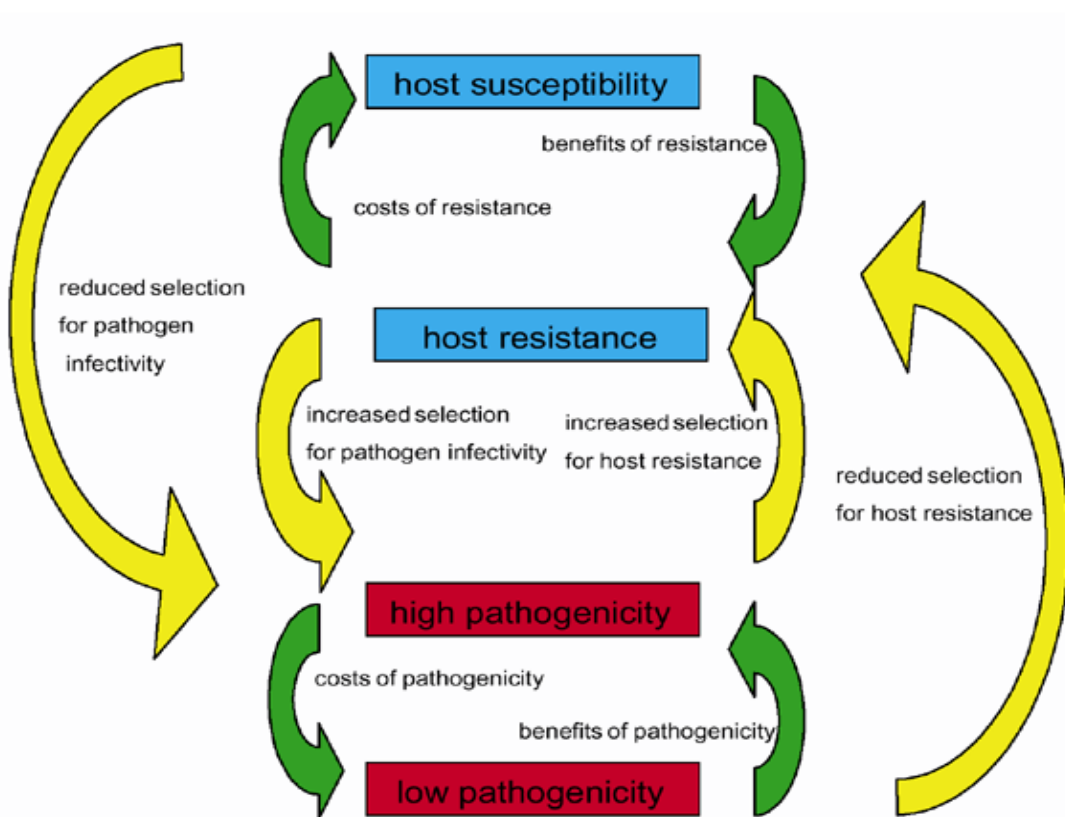 host susceptibility
benefits of resistance
costs of resistance
reduced selection
for pathogen
infectivity
host resistance
increased selection
for pathogen infectivity
increased selection
for host resistance
reduced selection
for host resistance
high pathogenicity
costs of pathogenicity
benefits of pathogenicity
low pathogenicity